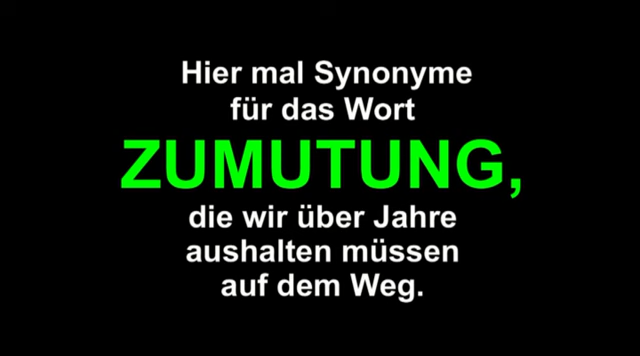 Hier mal Synonyme
für das Wort
ZUMUTUNG,
die wir über Jahre
aushalten müssen
auf dem Weg.